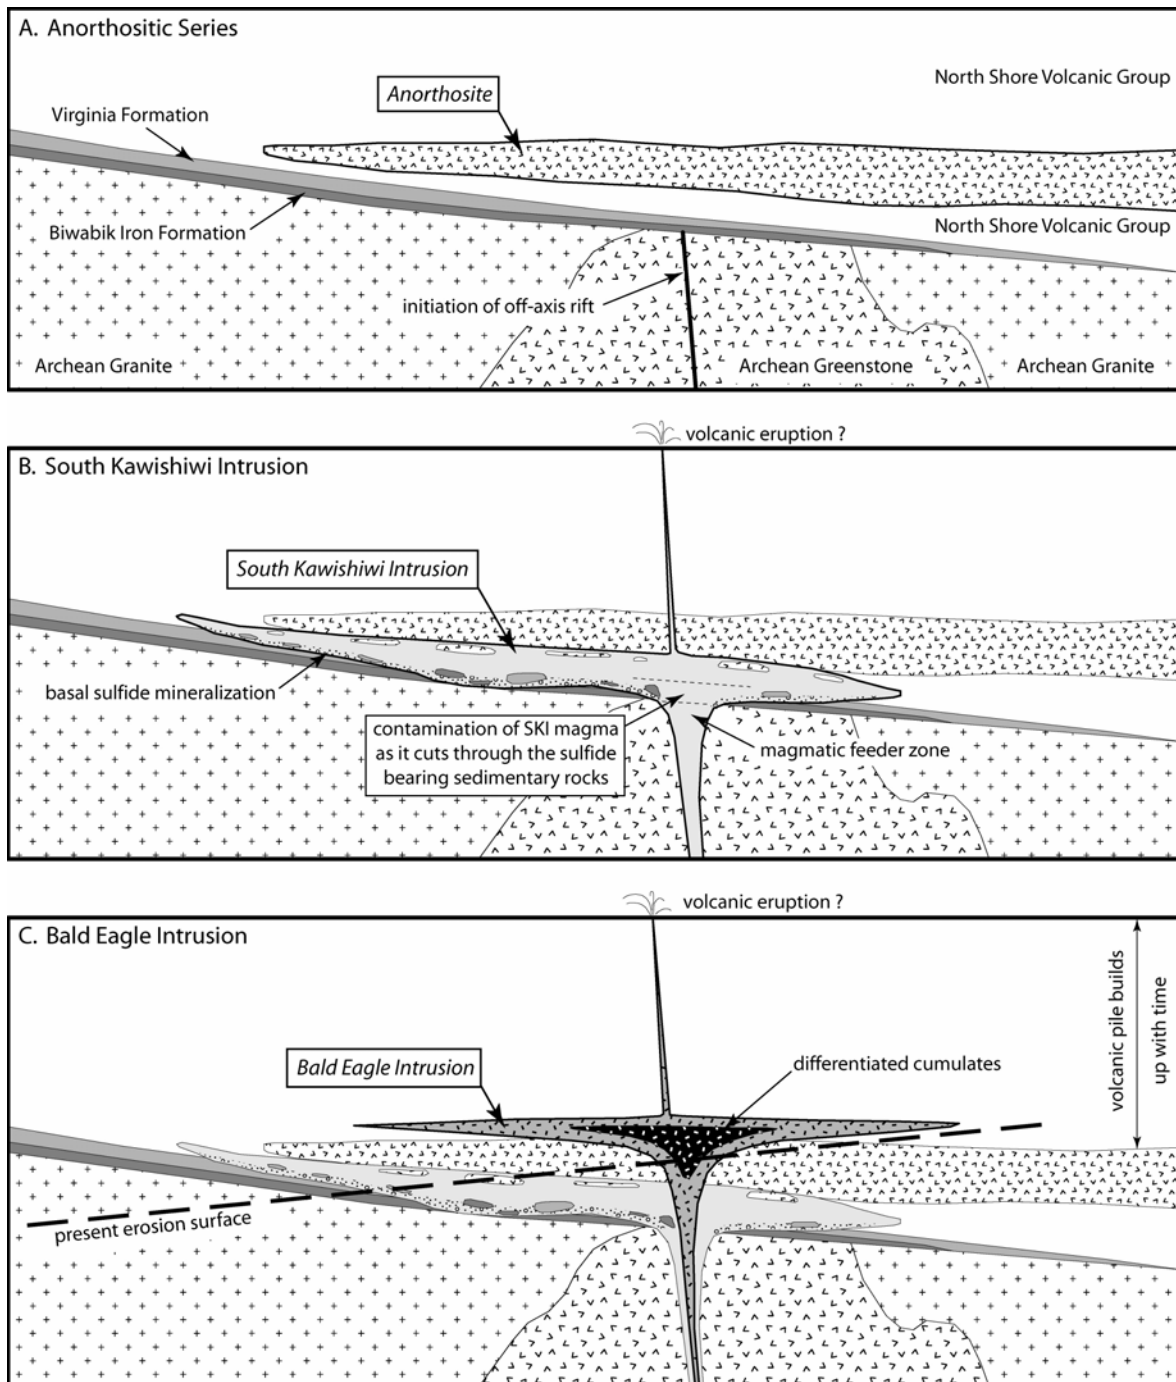 A. Anorthositic Series
North Shore Volcanic Group
Anorthosite
Virginia Formation
North Shore Volcanic Group
Biwabik Iron Formation
initiation of off-axis rift
Archean Granite
Archean Greenstone
Archean Granite
volcanic eruption ?
B. South Kawishiwi Intrusion
South Kawishiwi Intrusion
basal sulfide mineralization
contamination of SKI magma
as it cuts through the sulfide
bearing sedimentary rocks
magmatic feeder zone
volcanic eruption ?
C. Bald Eagle Intrusion
volcanic pile builds
up with time
Bald Eagle Intrusion
differentiated cumulates
present erosion surface